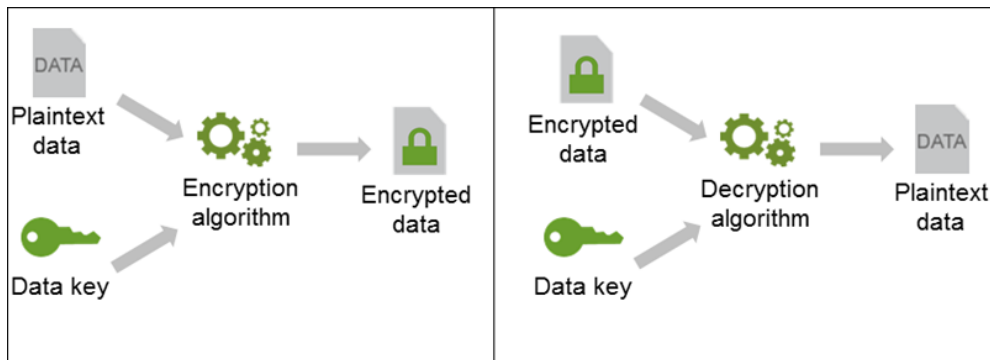 DATA
Plaintext
data
Encryption
algorithm
Encrypted
data
Data key
Encrypted
data
Decryption
algorithm
DATA
Plaintext
data
Data key